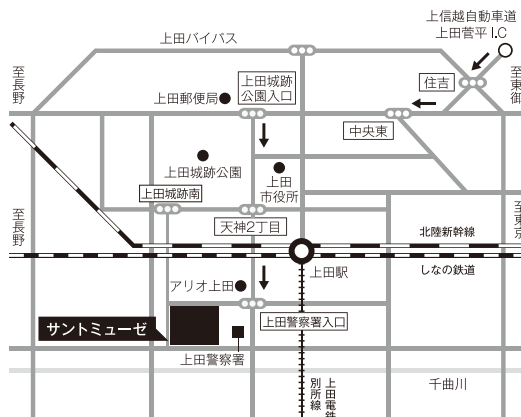 上信越自動車道
上田菅平 I.C
上田バイパス
至長野
上田城跡
公園入口
住吉
至東御
上田郵便局
中央東
上田城跡公園
上田
市役所
上田城跡南
天神2丁目
至長野
至東京
北陸新幹線
上田駅
しなの鉄道
アリオ上田
上田警察署入口
サントミューゼ
上田警察署
上田電鉄
別所線
千曲川